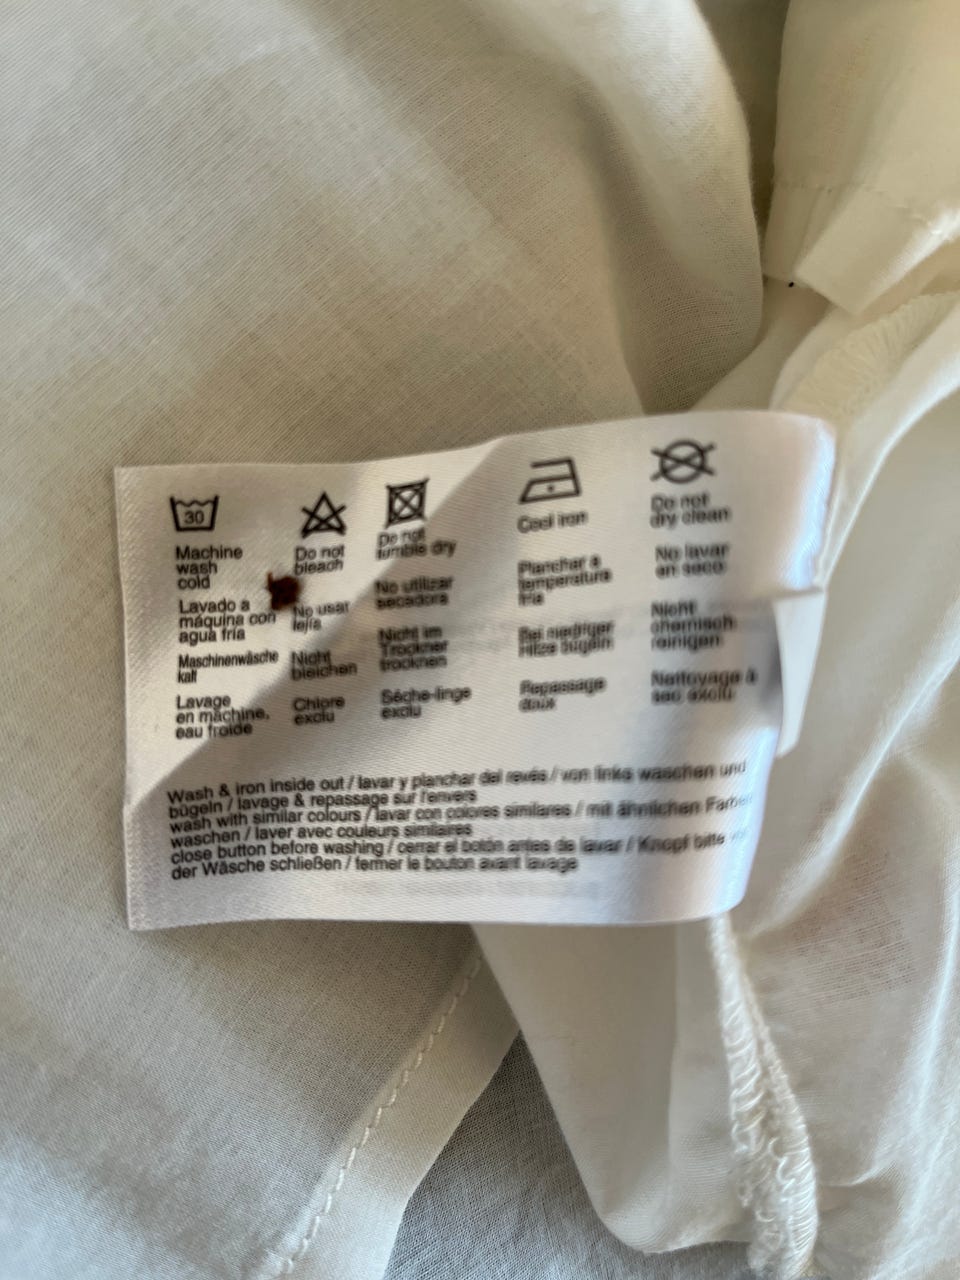 30
Machine
wash
cold
Lavado a
máquina con
agua fría
Maschinenwäsche
kalt
Lavage
en machine,
eau froide
Do not
bleach
No usar
lejía
Nicht
bleichen
Chlore
exclu
Do not
tumble dry
No utilizar
secadora
Nicht im
Trockner
trocknen
Séche-linge
exclu
Cool iron
Planchar a
temperatura
fría
Bei niedriger
Hitze bügeln
Repassage
doux
Do not
dry clean
No lavar
en seco
Nicht
chemisch
reinigen
Nettoyage à
sec exclu
Wash & iron inside out / lavar y planchar del revés / von links waschen und
bügeln / lavage & repassage sur l'envers
wash with similar colours / lavar con colores similares / mit ähnlichen Farben
waschen / laver avec couleurs similaires
close button before washing / cerrar el botón antes de lavar / Knopf bitte
der Wäsche schließen / fermer le bouton avant lavage